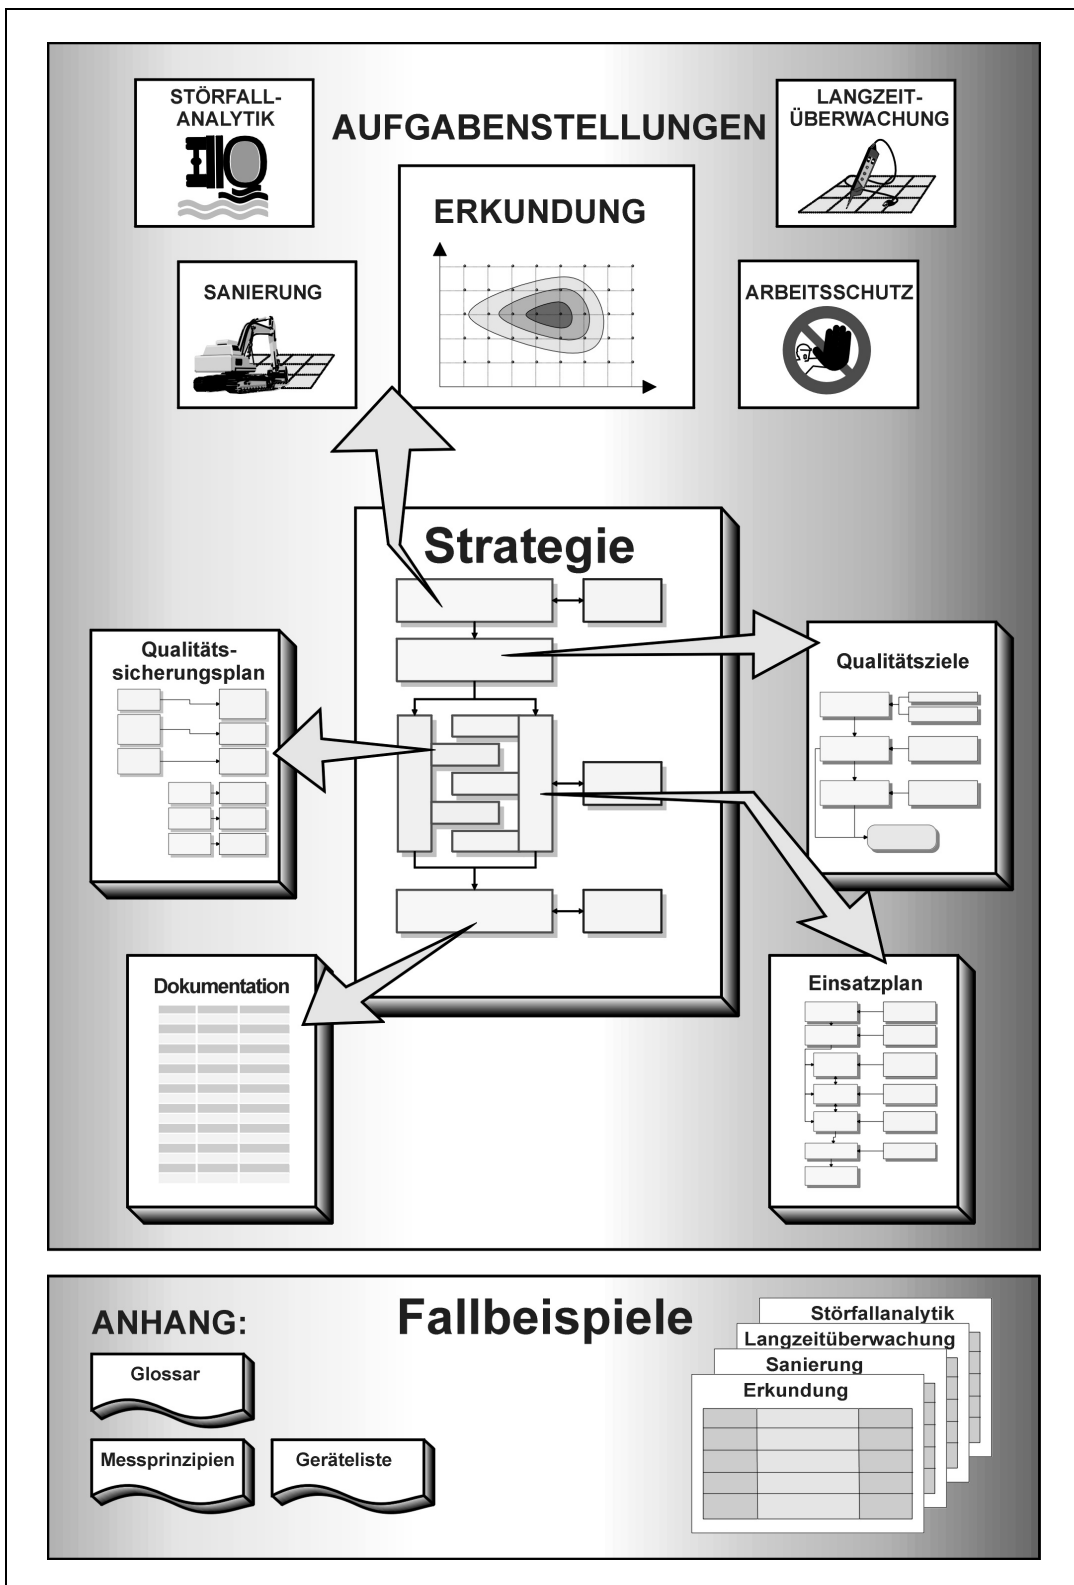 STÖRFALL-
ANALYTIK
AUFGABENSTELLUNGEN
LANGZEIT-
ÜBERWACHUNG
ERKUNDUNG
SANIERUNG
ARBEITSSCHUTZ
Strategie
Qualitäts-
sicherungsplan
Qualitätsziele
Dokumentation
Einsatzplan
ANHANG:
Fallbeispiele
Störfallanalytik
Langzeitüberwachung
Sanierung
Erkundung
Glossar
Messprinzipien
Geräteliste